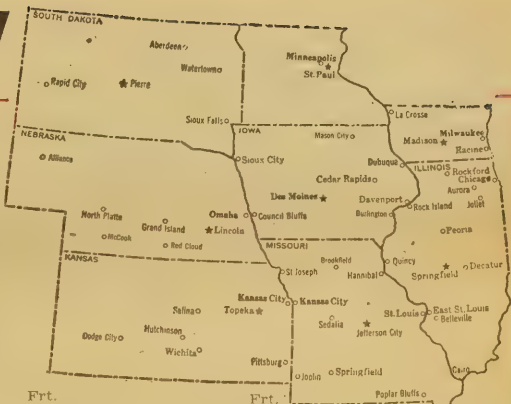 SOUTH DAKOTA
Aberdeen
Minneapolis
Watertown
St. Paul
Rapid City
Pierre
La Crosse
Sioux Falls
IOWA
Mason City
Milwaukee
Madison
Racine
NEBRASKA
Alliance
Sioux City
Dubuque
ILLINOIS
Rockford
Chicago
Cedar Rapids
Aurora
Des Moines
Davenport
Joliet
North Platte
Omaha
Council Bluffs
Burlington
Rock Island
Grand Island
Lincoln
McCook
Red Cloud
Peoria
MISSOURI
KANSAS
Brookfield
Quincy
St Joseph
Hannibal
Springfield
Decatur
Kansas City
Kansas City
Salina
Topeka
St. Louis
East St. Louis
Sedalia
Belleville
Jefferson City
Hutchinson
Dodge City
Wichita
Pittsburg
Cairo
Joplin
Springfield
Poplar Bluffs
Frt.
Frt.